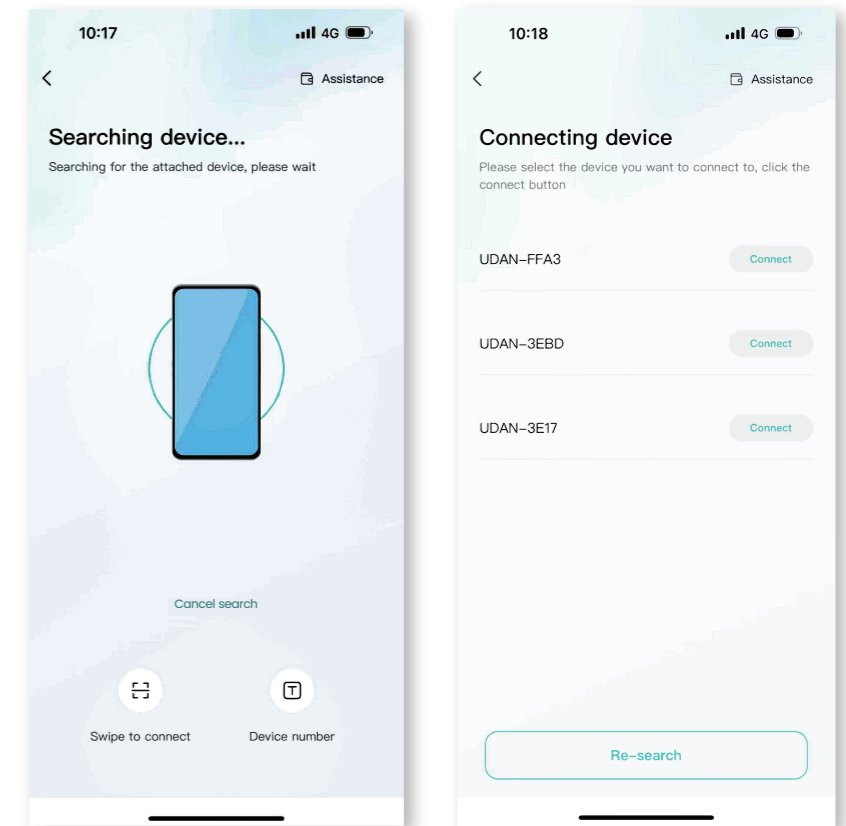 10:17
4G
Assistance
Searching device...
Searching for the attached device, please wait
Cancel search
T
Swipe to connect
Device number
10:18
4G
Assistance
Connecting device
Please select the device you want to connect to, click the
connect button
UDAN-FFA3
Connect
UDAN-3EBD
Connect
UDAN-3E17
Connect
Re-search